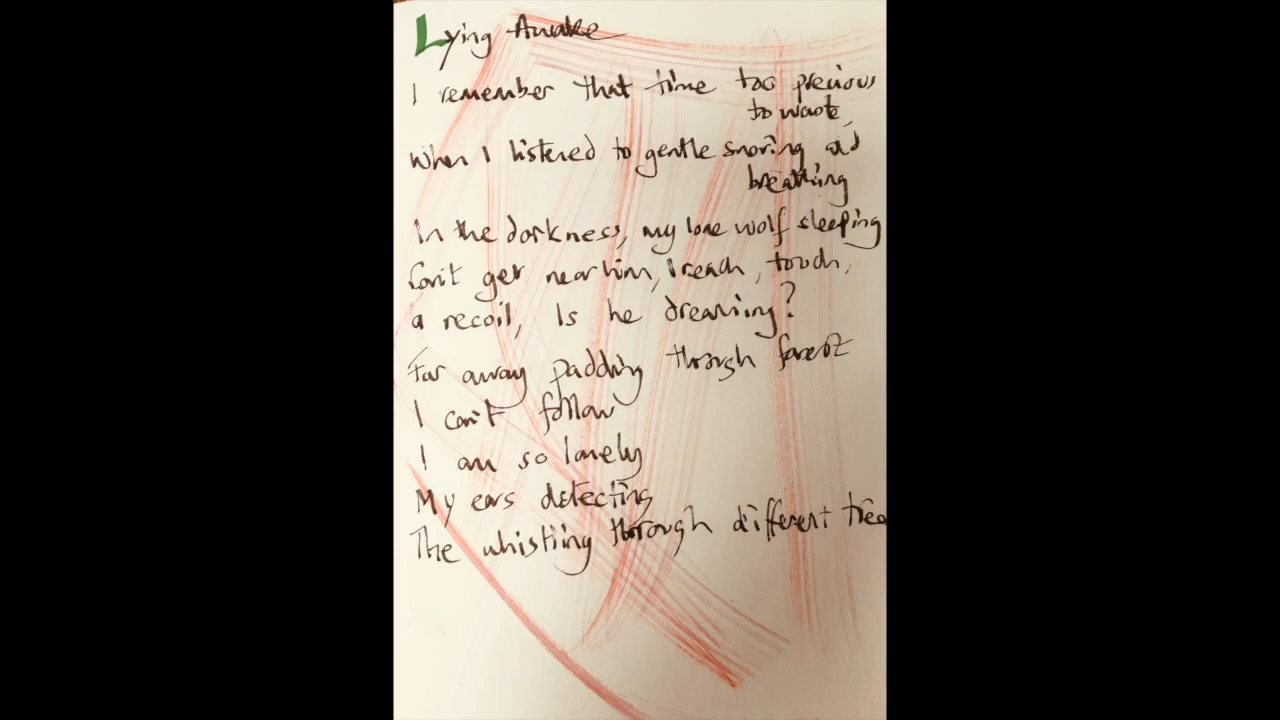 Lying Awake
I remember that time too precious
to waste,
When I listened to gentle snoring and
breathing
In the darkness, my lone wolf sleeping
Can't get near him, I reach, touch,
a recoil, Is he dreaming?
Far away padding through forest
I can't follow
I am so lonely
My ears detecting
The whistling through different trees